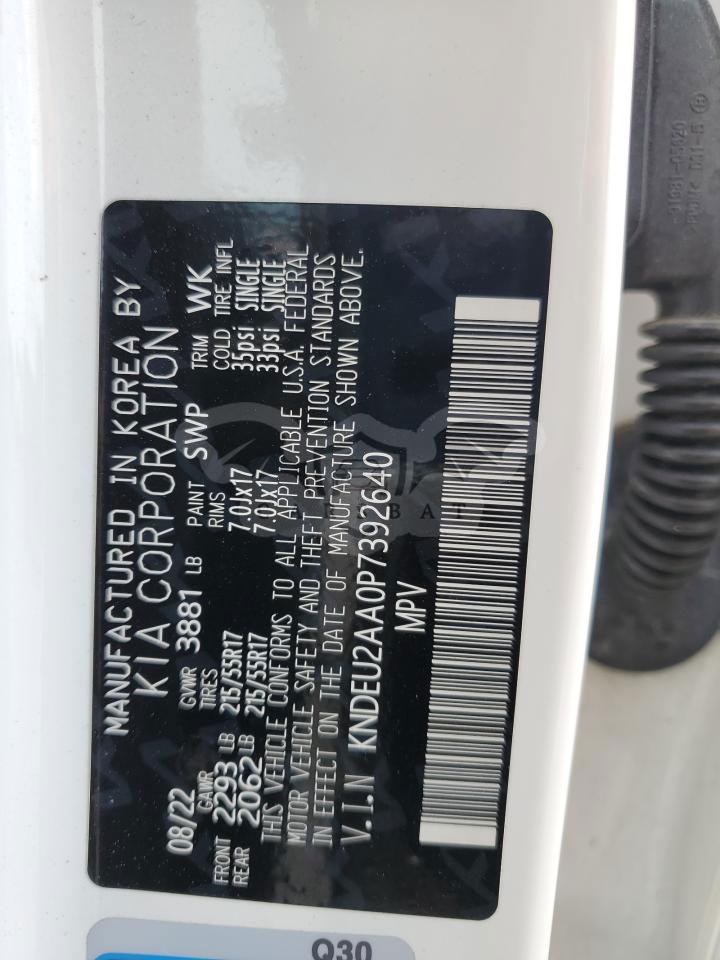 MANUFACTURED IN KOREA BY
KIA CORPORATION
08/22 GVWR 3881 LB PAINT SWP TRIM WK
GAWR TIRES RIMS COLD TIRE INFL
FRONT 2293 LB 215/55R17 7.0Jx17 35psi SINGLE
REAR 2062 LB 215/55R17 7.0Jx17 33psi SINGLE
THIS VEHICLE CONFORMS TO ALL APPLICABLE U.S.A. FEDERAL
MOTOR VEHICLE SAFETY AND THEFT PREVENTION STANDARDS
IN EFFECT ON THE DATE OF MANUFACTURE SHOWN ABOVE.
V.I.N KNDEU2AA0P7392640
MPV
Q30